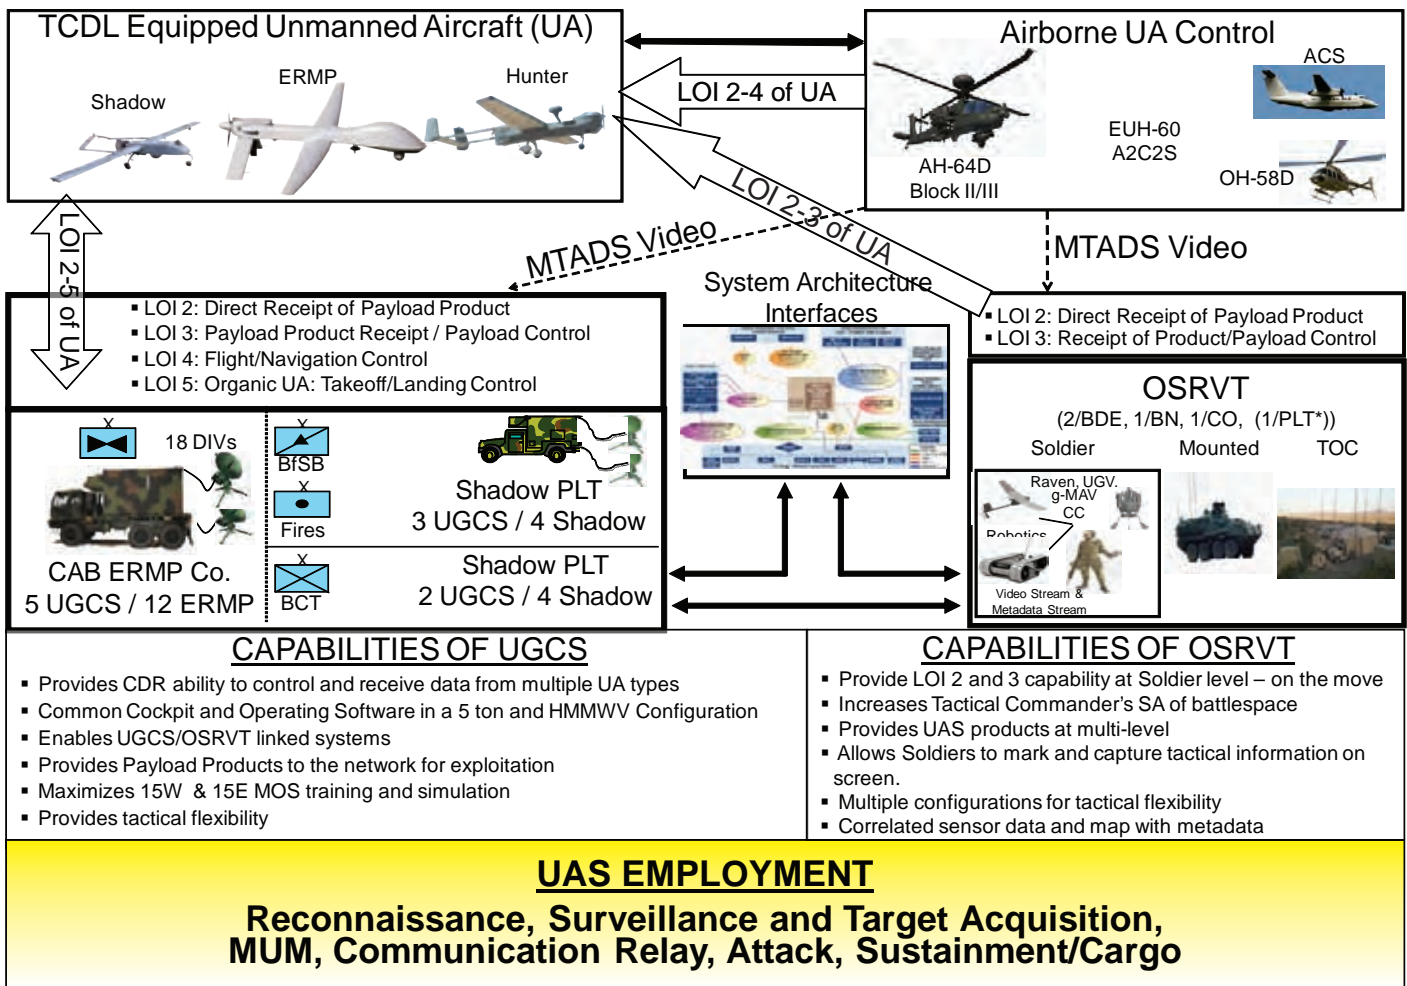 TCDL Equipped Unmanned Aircraft (UA)
Shadow
ERMP
Hunter
Airborne UA Control
ACS
EUH-60
A2C2S
AH-64D
Block II/III
OH-58D
LOI 2-4 of UA
LOI 2-3 of UA
LOI 2-5 of UA
MTADS Video
MTADS Video
System Architecture
Interfaces
▪ LOI 2: Direct Receipt of Payload Product
▪ LOI 3: Payload Product Receipt / Payload Control
▪ LOI 4: Flight/Navigation Control
▪ LOI 5: Organic UA: Takeoff/Landing Control
▪ LOI 2: Direct Receipt of Payload Product
▪ LOI 3: Receipt of Product/Payload Control
X
18 DIVs
CAB ERMP Co.
5 UGCS / 12 ERMP
X
BfSB
X
Fires
Shadow PLT
3 UGCS / 4 Shadow
X
BCT
Shadow PLT
2 UGCS / 4 Shadow
OSRVT
(2/BDE, 1/BN, 1/CO, (1/PLT*))
Soldier
Mounted
TOC
Raven, UGV.
g-MAV
CC
Robotics
Video Stream &
Metadata Stream
CAPABILITIES OF UGCS
▪ Provides CDR ability to control and receive data from multiple UA types
▪ Common Cockpit and Operating Software in a 5 ton and HMMWV Configuration
▪ Enables UGCS/OSRVT linked systems
▪ Provides Payload Products to the network for exploitation
▪ Maximizes 15W & 15E MOS training and simulation
▪ Provides tactical flexibility
CAPABILITIES OF OSRVT
▪ Provide LOI 2 and 3 capability at Soldier level – on the move
▪ Increases Tactical Commander's SA of battlespace
▪ Provides UAS products at multi-level
▪ Allows Soldiers to mark and capture tactical information on
screen.
▪ Multiple configurations for tactical flexibility
▪ Correlated sensor data and map with metadata
UAS EMPLOYMENT
Reconnaissance, Surveillance and Target Acquisition,
MUM, Communication Relay, Attack, Sustainment/Cargo